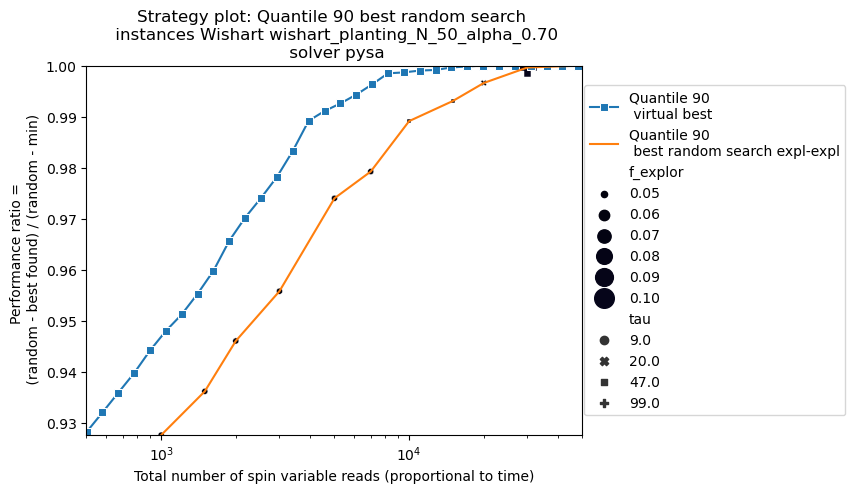 Strategy plot: Quantile 90 best random search
instances Wishart wishart_planting_N_50_alpha_0.70
solver pysa
Performance ratio =
(random - best found) / (random - min)
1.00
0.99
0.98
0.97
0.96
0.95
0.94
0.93
10^3
10^4
Total number of spin variable reads (proportional to time)
Quantile 90
virtual best
Quantile 90
best random search expl-expl
f_explor
0.05
0.06
0.07
0.08
0.09
0.10
tau
9.0
20.0
47.0
99.0